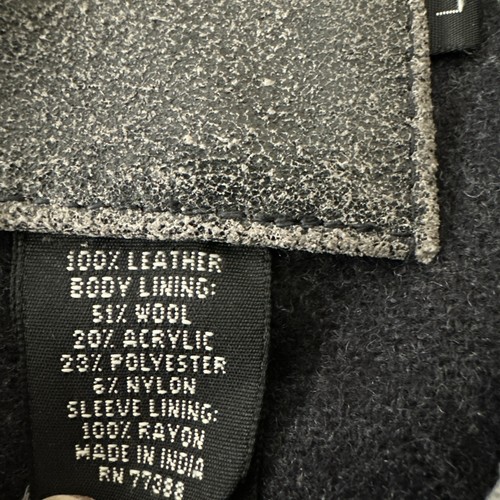 L
100% LEATHER
BODY LINING:
51% WOOL
20% ACRYLIC
23% POLYESTER
6% NYLON
SLEEVE LINING:
100% RAYON
MADE IN INDIA
RN 77388